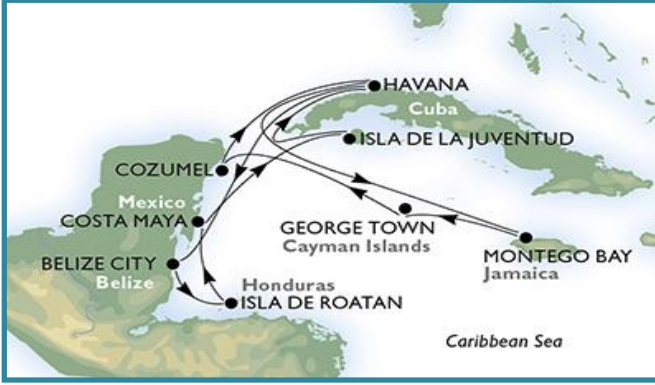 HAVANA
Cuba
ISLA DE LA JUVENTUD
COZUMEL
Mexico
COSTA MAYA
GEORGE TOWN
Cayman Islands
MONTEGO BAY
Jamaica
BELIZE CITY
Belize
Honduras
ISLA DE ROATAN
Caribbean Sea